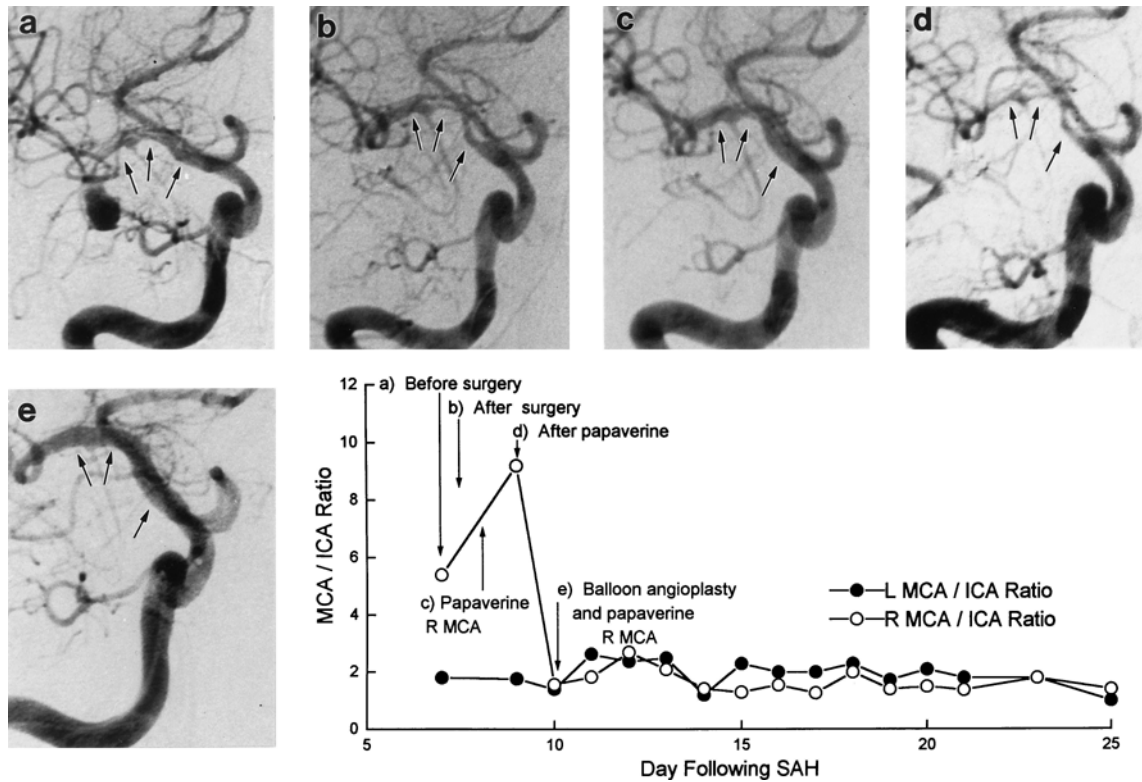 a
b
c
d
e
12
10
8
6
4
2
0
MCA / ICA Ratio
a) Before surgery
b) After surgery
d) After papaverine
c) Papaverine
R MCA
e) Balloon angioplasty
and papaverine
R MCA
L MCA / ICA Ratio
R MCA / ICA Ratio
5
10
15
20
25
Day Following SAH